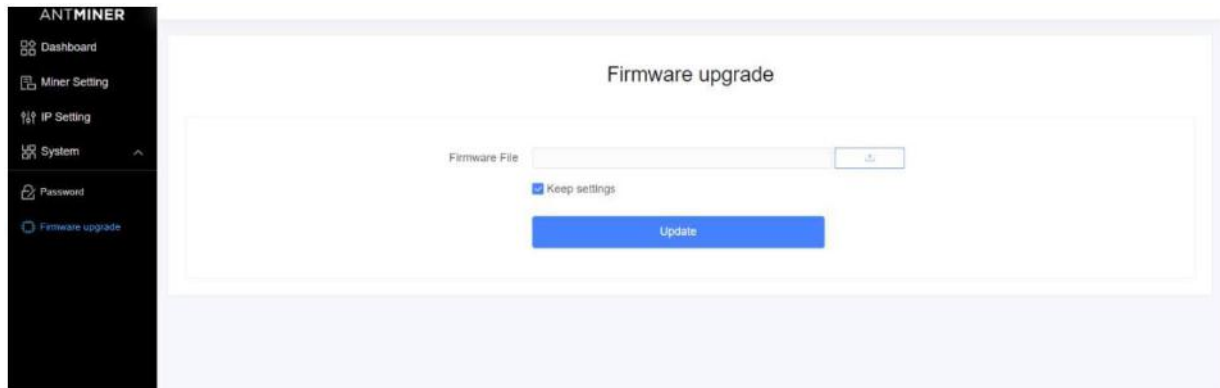 ANTMINER
Dashboard
Miner Setting
IP Setting
System
Password
Firmware upgrade
Firmware upgrade
Firmware File
Keep settings
Update